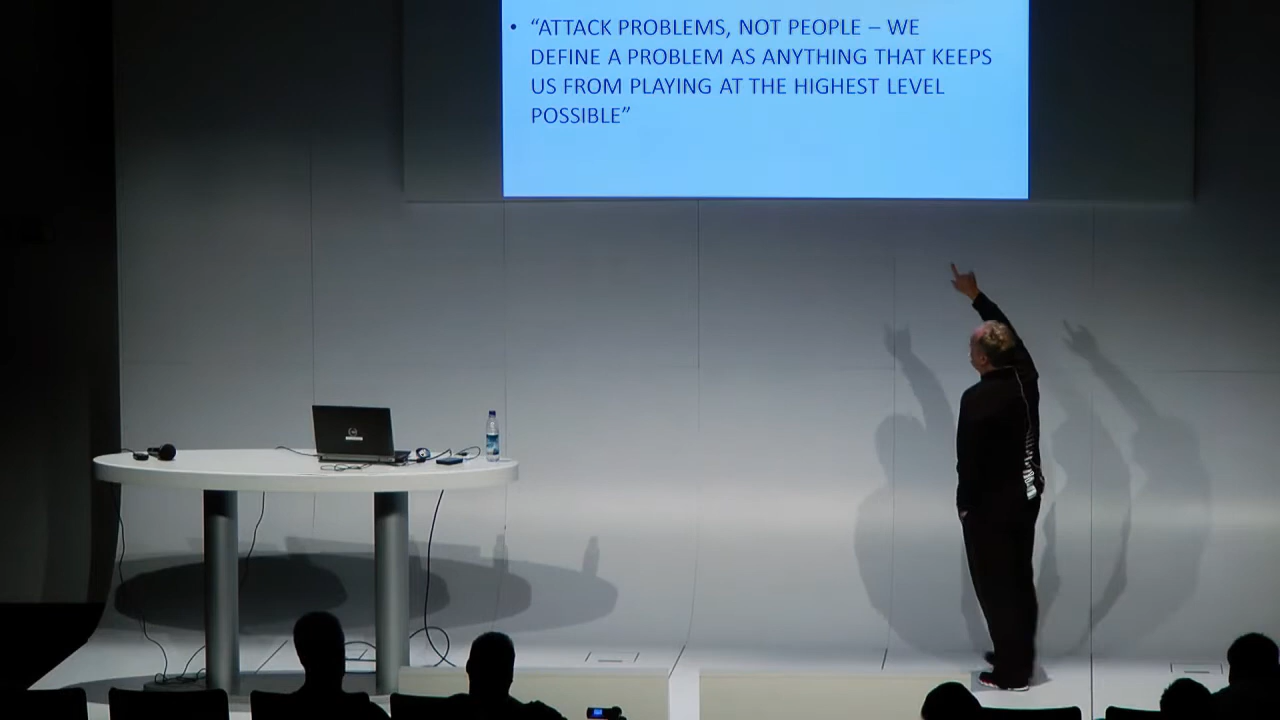 • “ATTACK PROBLEMS, NOT PEOPLE – WE
DEFINE A PROBLEM AS ANYTHING THAT KEEPS
US FROM PLAYING AT THE HIGHEST LEVEL
POSSIBLE”